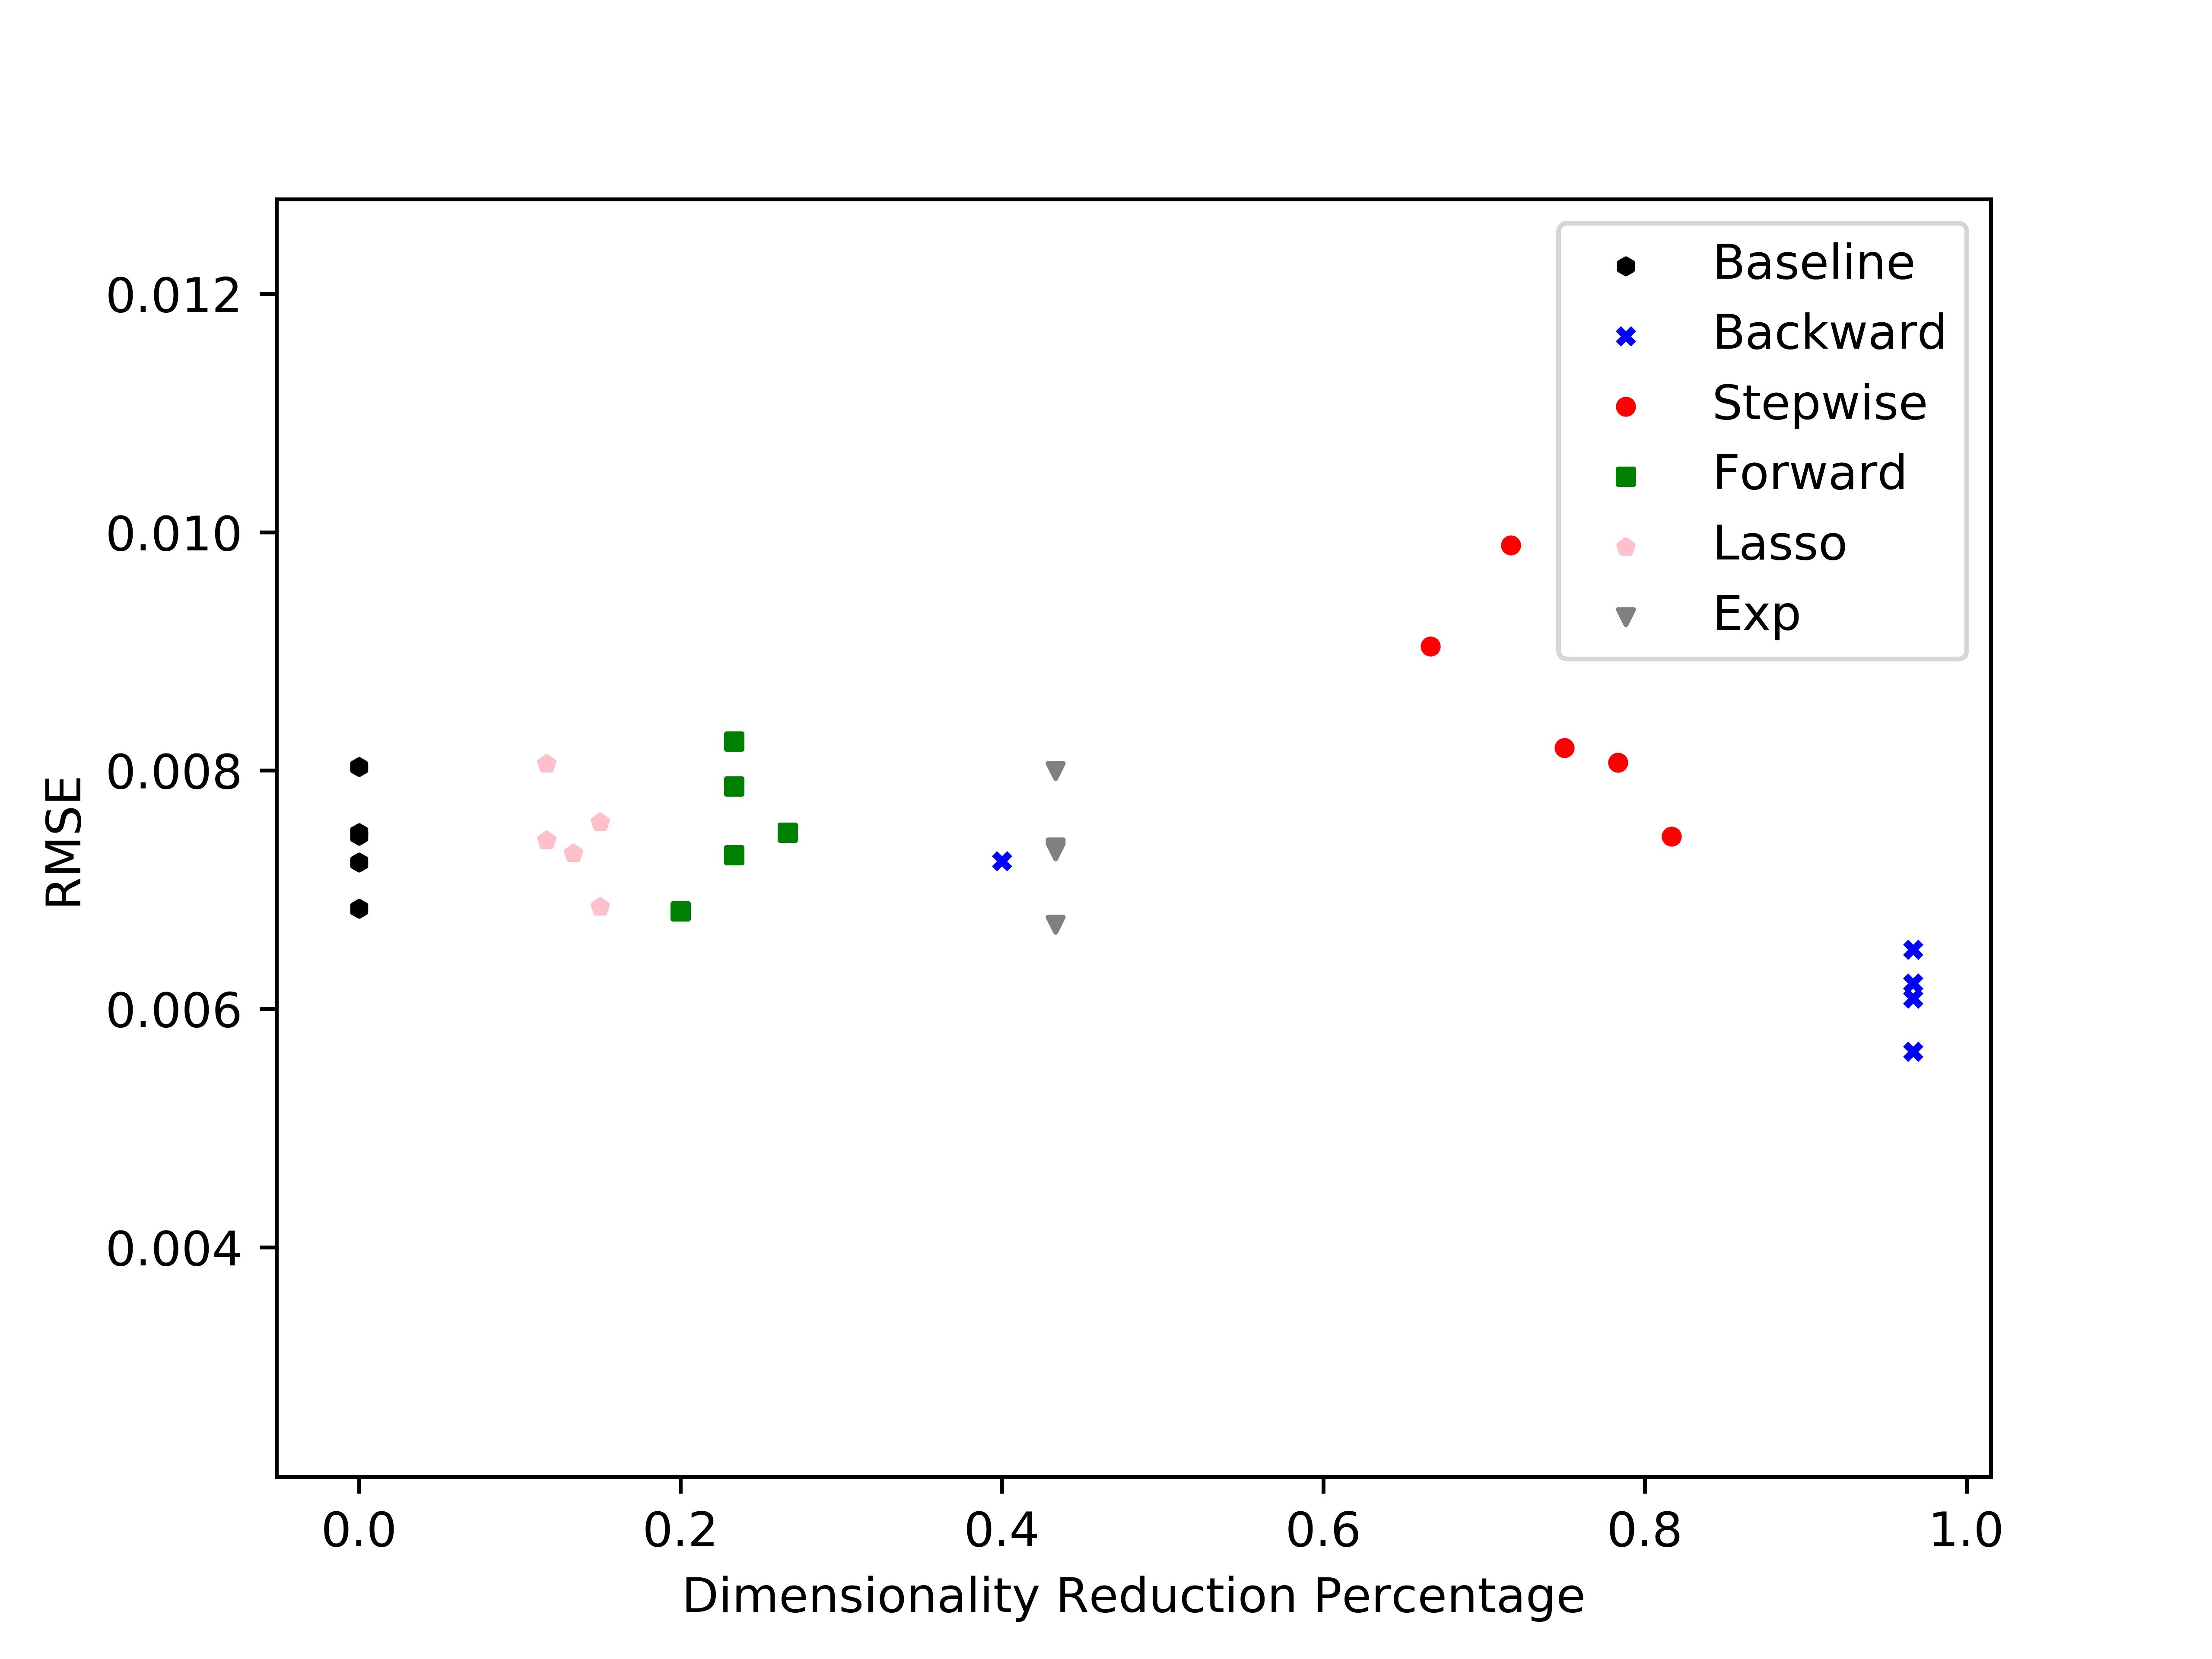 Baseline
Backward
Stepwise
Forward
Lasso
Exp
0.012
0.010
0.008
0.006
0.004
RMSE
0.0 0.2 0.4 0.6 0.8 1.0
Dimensionality Reduction Percentage